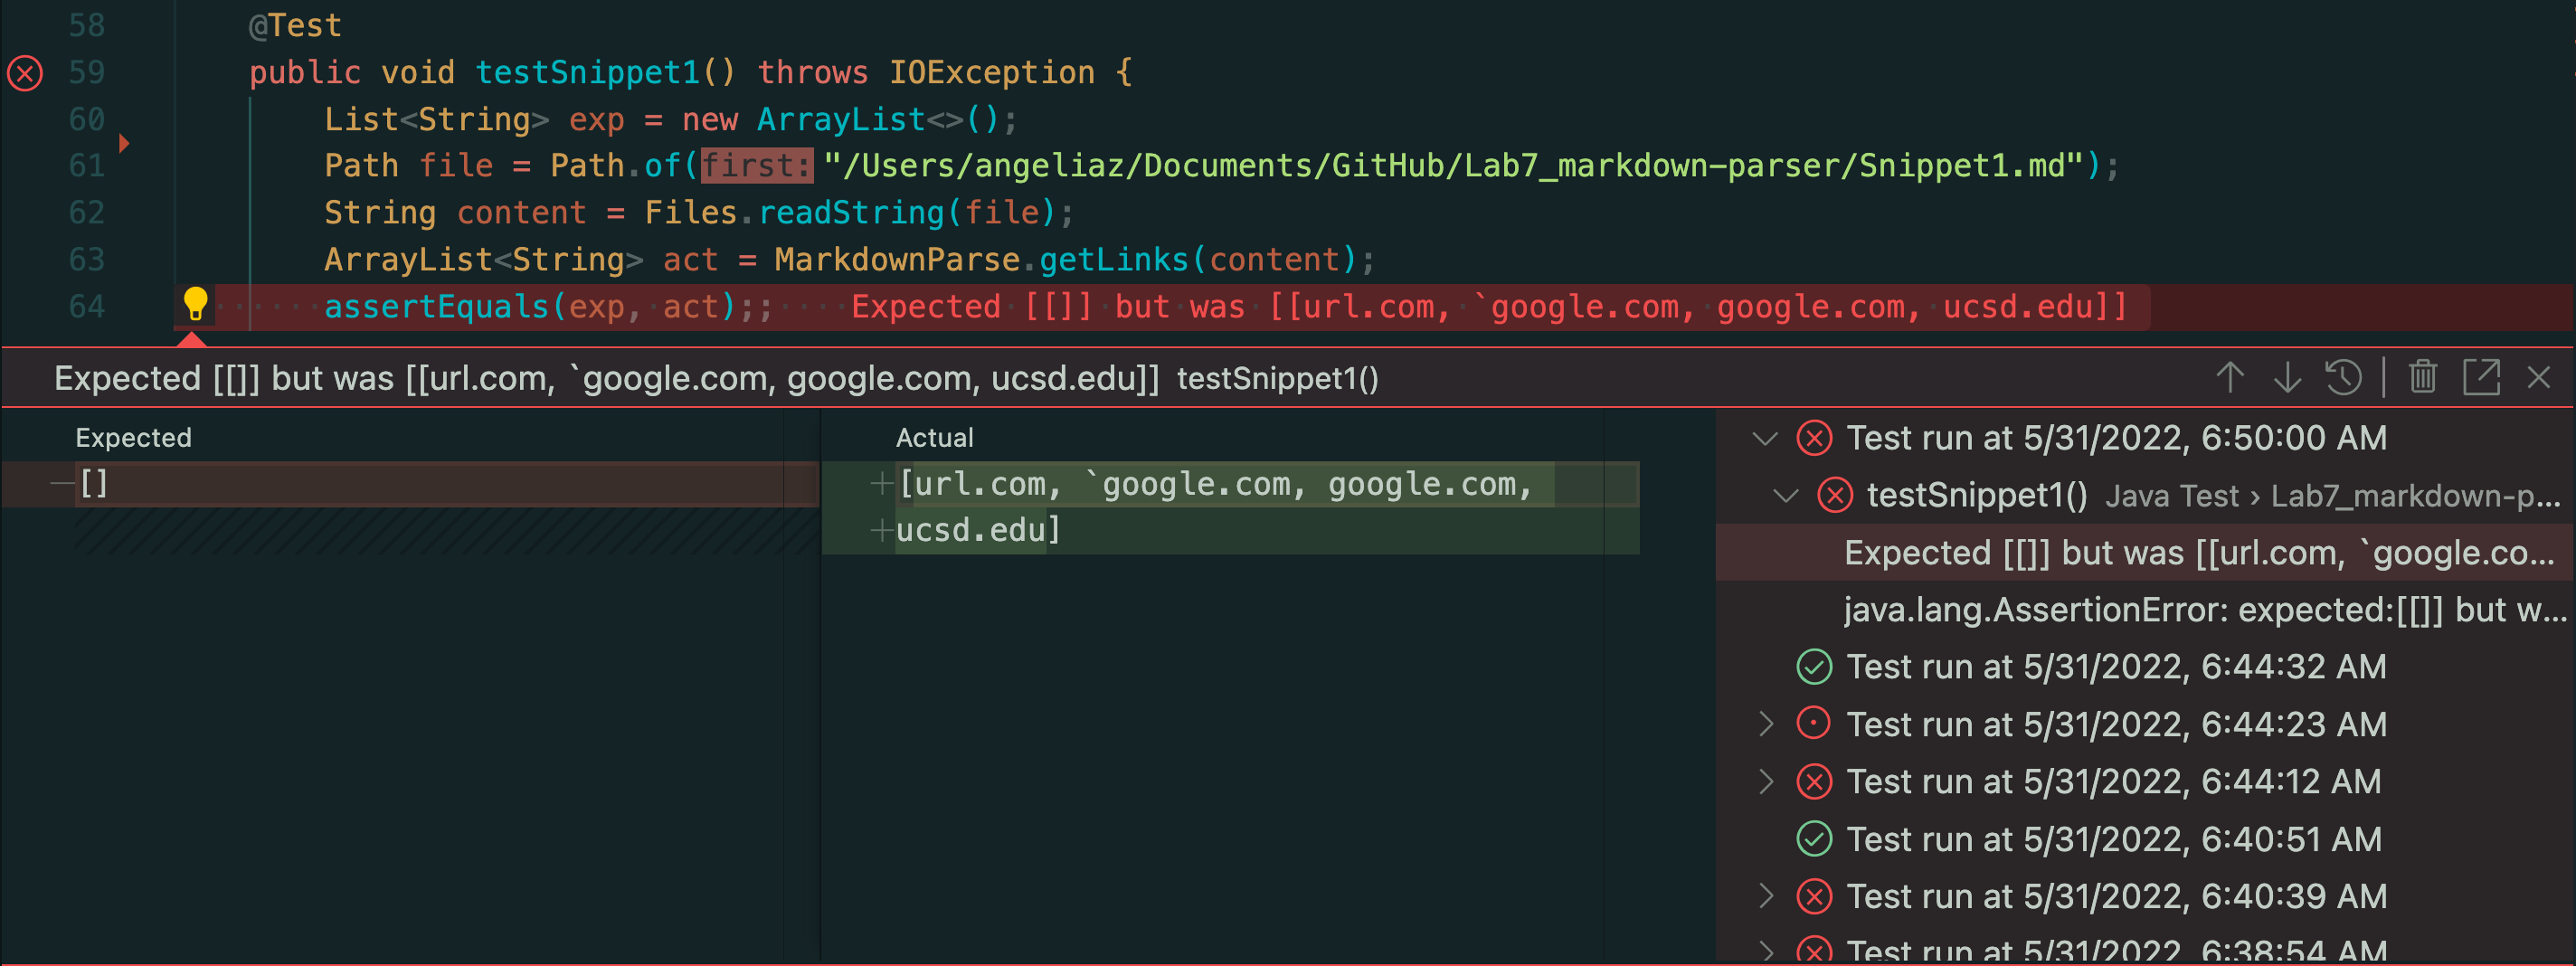 58 @Test
59 public void testSnippet1() throws IOException {
60 List<String> exp = new ArrayList<>();
61 Path file = Path.of(first: "/Users/angeliaz/Documents/GitHub/Lab7_markdown-parser/Snippet1.md");
62 String content = Files.readString(file);
63 ArrayList<String> act = MarkdownParse.getLinks(content);
64 assertEquals(exp, act);; Expected [[]] but was [[url.com, `google.com, google.com, ucsd.edu]]
Expected [[]] but was [[url.com, `google.com, google.com, ucsd.edu]] testSnippet1()
Expected
[]
Actual
[url.com, `google.com, google.com,
ucsd.edu]
Test run at 5/31/2022, 6:50:00 AM
testSnippet1() Java Test › Lab7_markdown-p...
Expected [[]] but was [[url.com, `google.co...
java.lang.AssertionError: expected:[[]] but w...
Test run at 5/31/2022, 6:44:32 AM
Test run at 5/31/2022, 6:44:23 AM
Test run at 5/31/2022, 6:44:12 AM
Test run at 5/31/2022, 6:40:51 AM
Test run at 5/31/2022, 6:40:39 AM
Test run at 5/31/2022, 6:38:54 AM